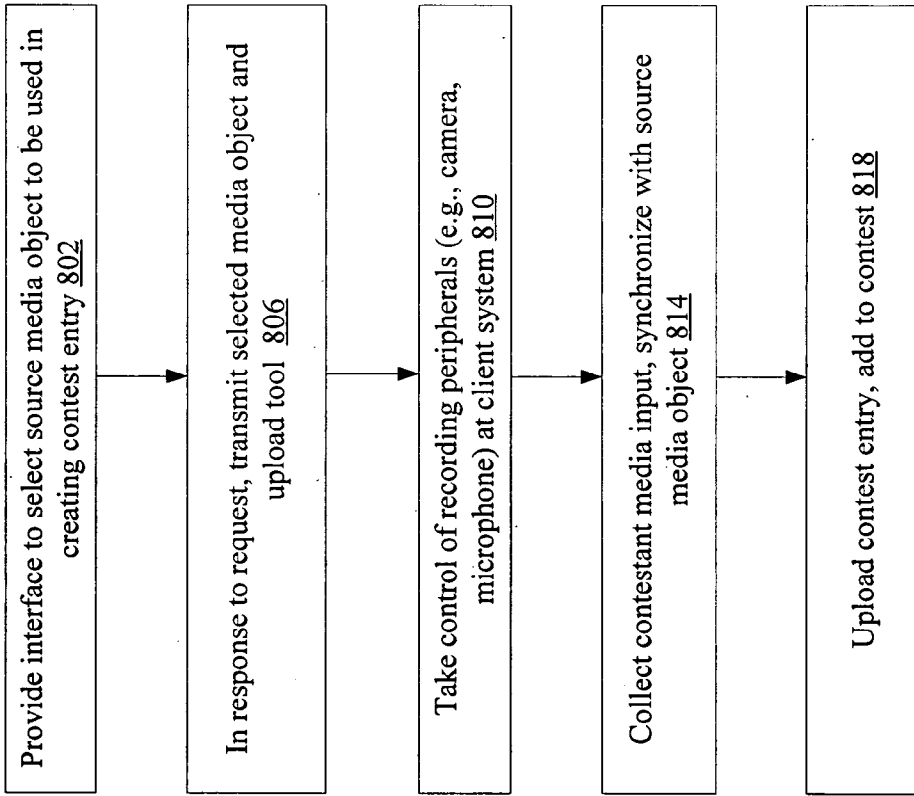 Provide interface to select source media object to be used in
creating contest entry 802
In response to request, transmit selected media object and
upload tool 806
Take control of recording peripherals (e.g., camera,
microphone) at client system 810
Collect contestant media input, synchronize with source
media object 814
Upload contest entry, add to contest 818